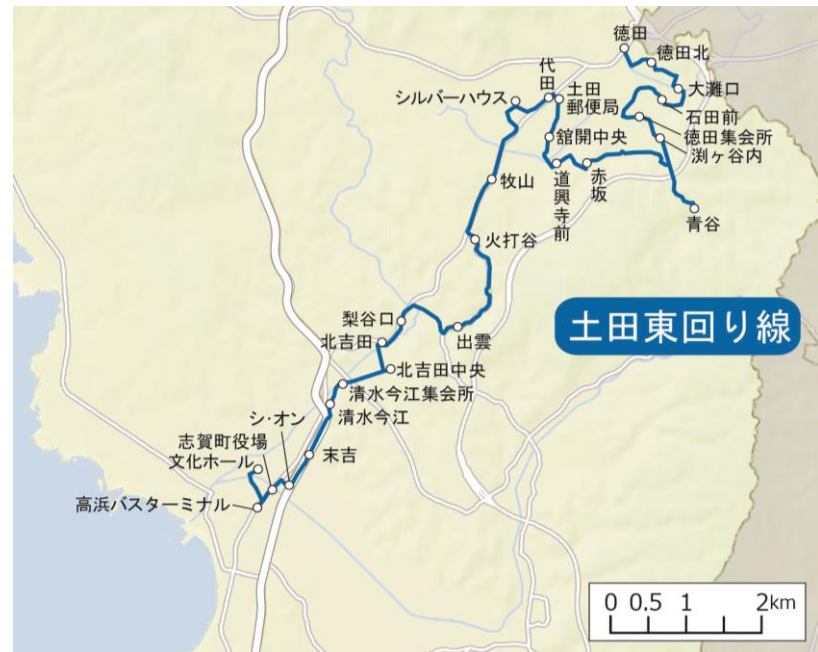 徳田
徳田北
大灘口
石田前
徳田集会所
渕ヶ谷内
青谷
代田
土田
郵便局
シルバーハウス
舘開中央
道興寺前
赤坂
牧山
火打谷
土田東回り線
梨谷口
出雲
北吉田
北吉田中央
清水今江集会所
清水今江
シ・オン
志賀町役場
文化ホール
末吉
高浜バスターミナル
0 0.5 1 2km